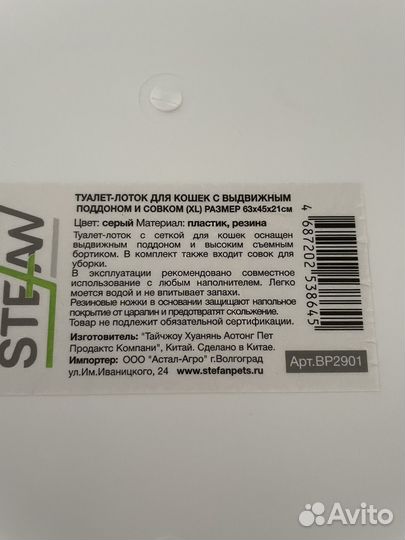 STEFAN
ТУАЛЕТ-ЛОТОК ДЛЯ КОШЕК С ВЫДВИЖНЫМ
ПОДДОНОМ И СОВКОМ (XL) РАЗМЕР 63х45х21см
Цвет: серый Материал: пластик, резина
Туалет-лоток с сеткой для кошек оснащен
выдвижным поддоном и высоким съемным
бортиком. В комплект также входит совок для
уборки.
В эксплуатации рекомендовано совместное
использование с любым наполнителем. Легко
моется водой и не впитывает запахи.
Резиновые ножки в основании защищают напольное
покрытие от царапин и предотвратят скольжение.
Товар не подлежит обязательной сертификации.
Изготовитель: "Тайчжоу Хуанянь Аотонг Пет
Продактс Компани", Китай. Сделано в Китае.
Импортер: ООО "Астал-Агро" г.Волгоград
ул.Им.Иваницкого, 24 www.stefanpets.ru
4 687202 538645
Арт.BP2901
Avito